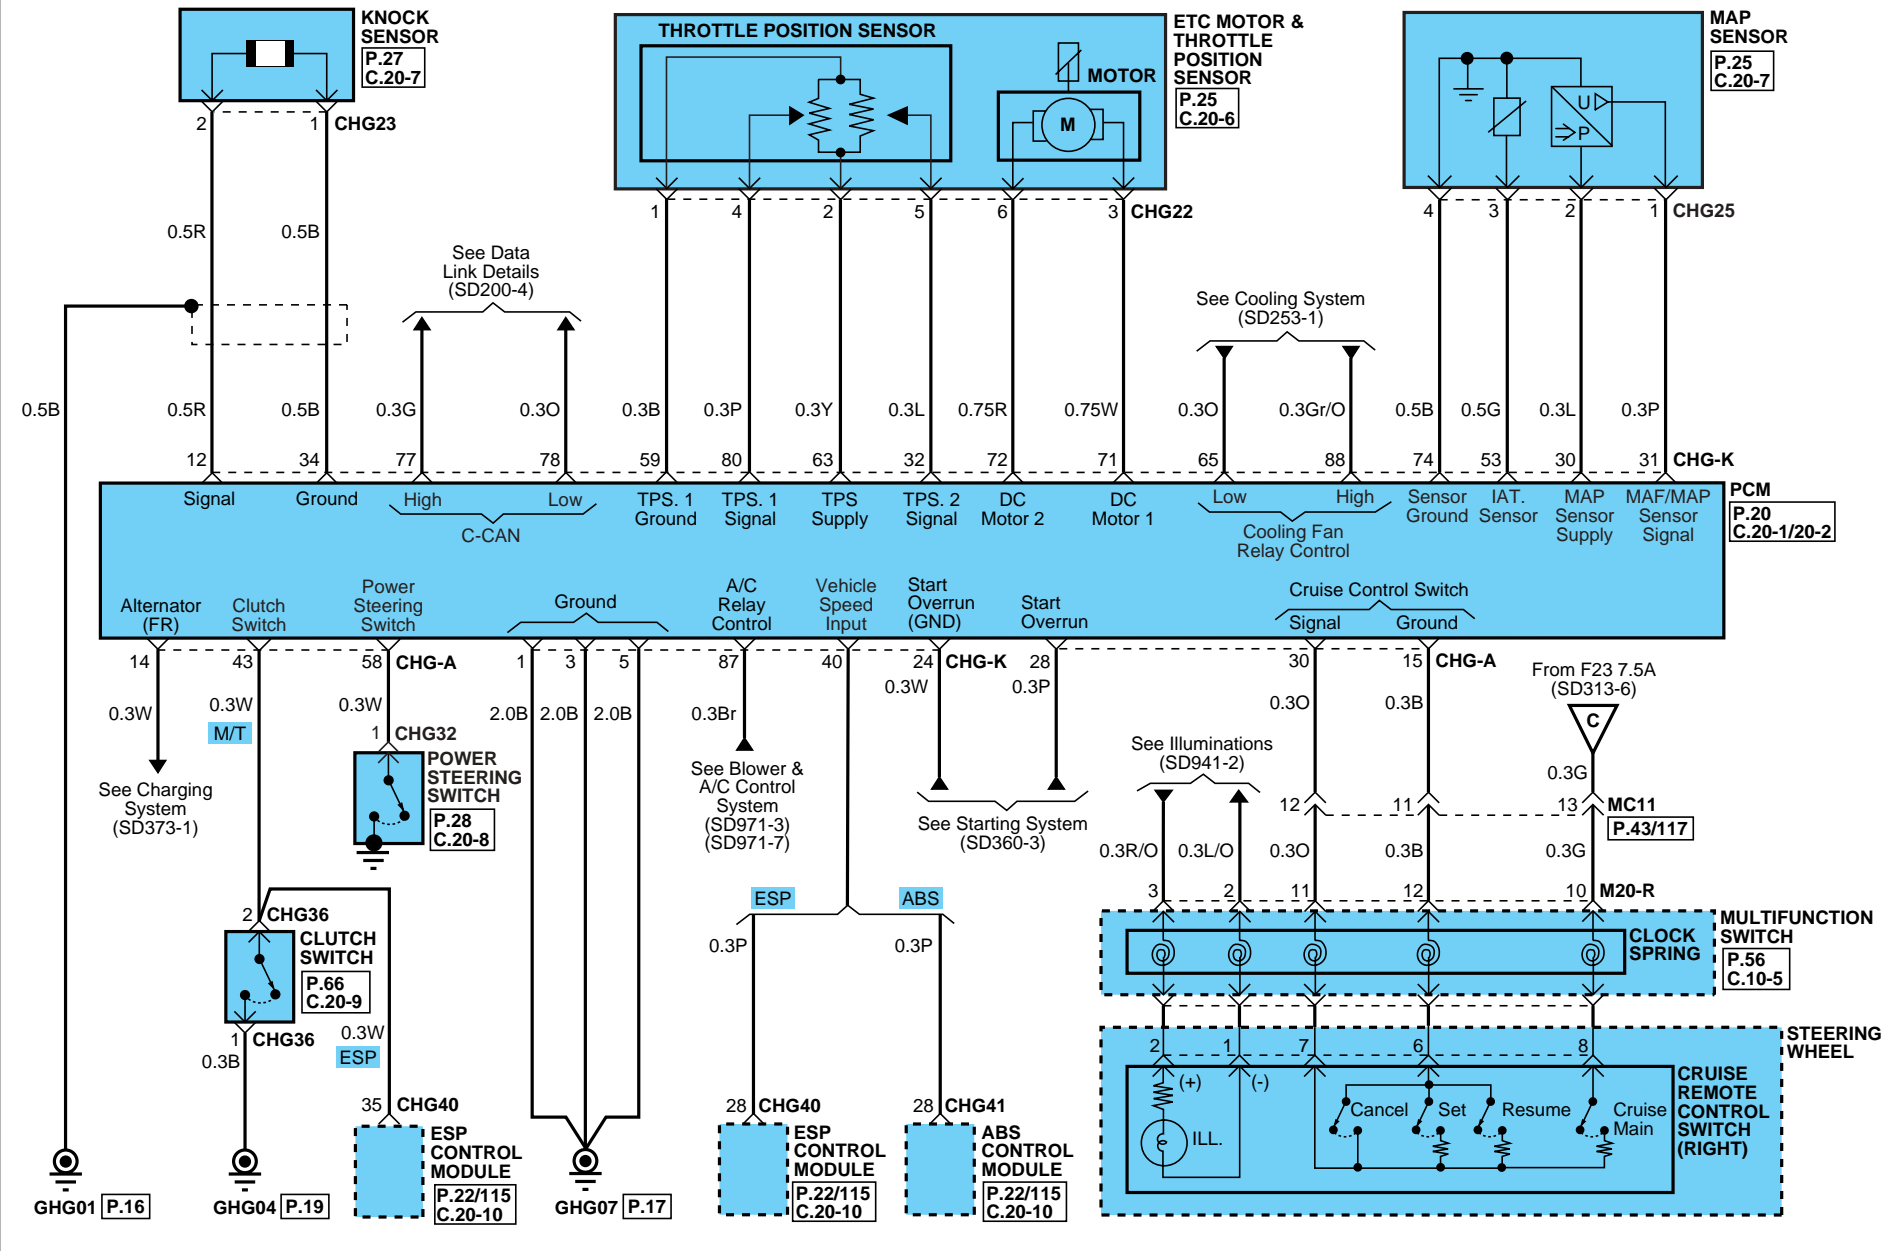 KNOCK
SENSOR
P.27
C.20-7
2
1
CHG23
THROTTLE POSITION SENSOR
MOTOR
M
ETC MOTOR &
THROTTLE
POSITION
SENSOR
P.25
C.20-6
1
4
2
5
6
3
CHG22
MAP
SENSOR
P.25
C.20-7
U
P
4
3
2
1
CHG25
0.5R
0.5B
See Data
Link Details
(SD200-4)
See Cooling System
(SD253-1)
0.5B
0.5R
0.5B
0.3G
0.3O
0.3B
0.3P
0.3Y
0.3L
0.75R
0.75W
0.3O
0.3Gr/O
0.5B
0.5G
0.3L
0.3P
12
34
77
78
59
80
63
32
72
71
65
88
74
53
30
31
CHG-K
Signal
Ground
High
Low
C-CAN
TPS. 1
Ground
TPS. 1
Signal
TPS
Supply
TPS. 2
Signal
DC
Motor 2
DC
Motor 1
Low
High
Cooling Fan
Relay Control
Sensor
Ground
IAT.
Sensor
MAP
Sensor
Supply
MAF/MAP
Sensor
Signal
PCM
P.20
C.20-1/20-2
Alternator
(FR)
Clutch
Switch
Power
Steering
Switch
Ground
A/C
Relay
Control
Vehicle
Speed
Input
Start
Overrun
(GND)
Start
Overrun
Cruise Control Switch
Signal
Ground
14
43
58
CHG-A
1
3
5
87
40
24
CHG-K
28
30
15
CHG-A
0.3W
0.3W
M/T
0.3W
2.0B
2.0B
2.0B
0.3Br
0.3W
0.3P
0.3O
0.3B
From F23 7.5A
(SD313-6)
C
0.3G
1
CHG32
POWER
STEERING
SWITCH
P.28
C.20-8
See Charging
System
(SD373-1)
See Blower &
A/C Control
System
(SD971-3)
(SD971-7)
See Starting System
(SD360-3)
See Illuminations
(SD941-2)
12
11
13
MC11
P.43/117
0.3R/O
0.3L/O
0.3O
0.3B
0.3G
3
2
11
12
10
M20-R
MULTIFUNCTION
SWITCH
P.56
C.10-5
CLOCK
SPRING
2
CHG36
CLUTCH
SWITCH
P.66
C.20-9
1
CHG36
0.3B
0.3W
ESP
ESP
ABS
0.3P
0.3P
STEERING
WHEEL
2
1
7
6
8
(+)
(-)
ILL.
Cancel
Set
Resume
Cruise
Main
CRUISE
REMOTE
CONTROL
SWITCH
(RIGHT)
35
CHG40
ESP
CONTROL
MODULE
P.22/115
C.20-10
28
CHG40
ESP
CONTROL
MODULE
P.22/115
C.20-10
28
CHG41
ABS
CONTROL
MODULE
P.22/115
C.20-10
GHG01
P.16
GHG04
P.19
GHG07
P.17